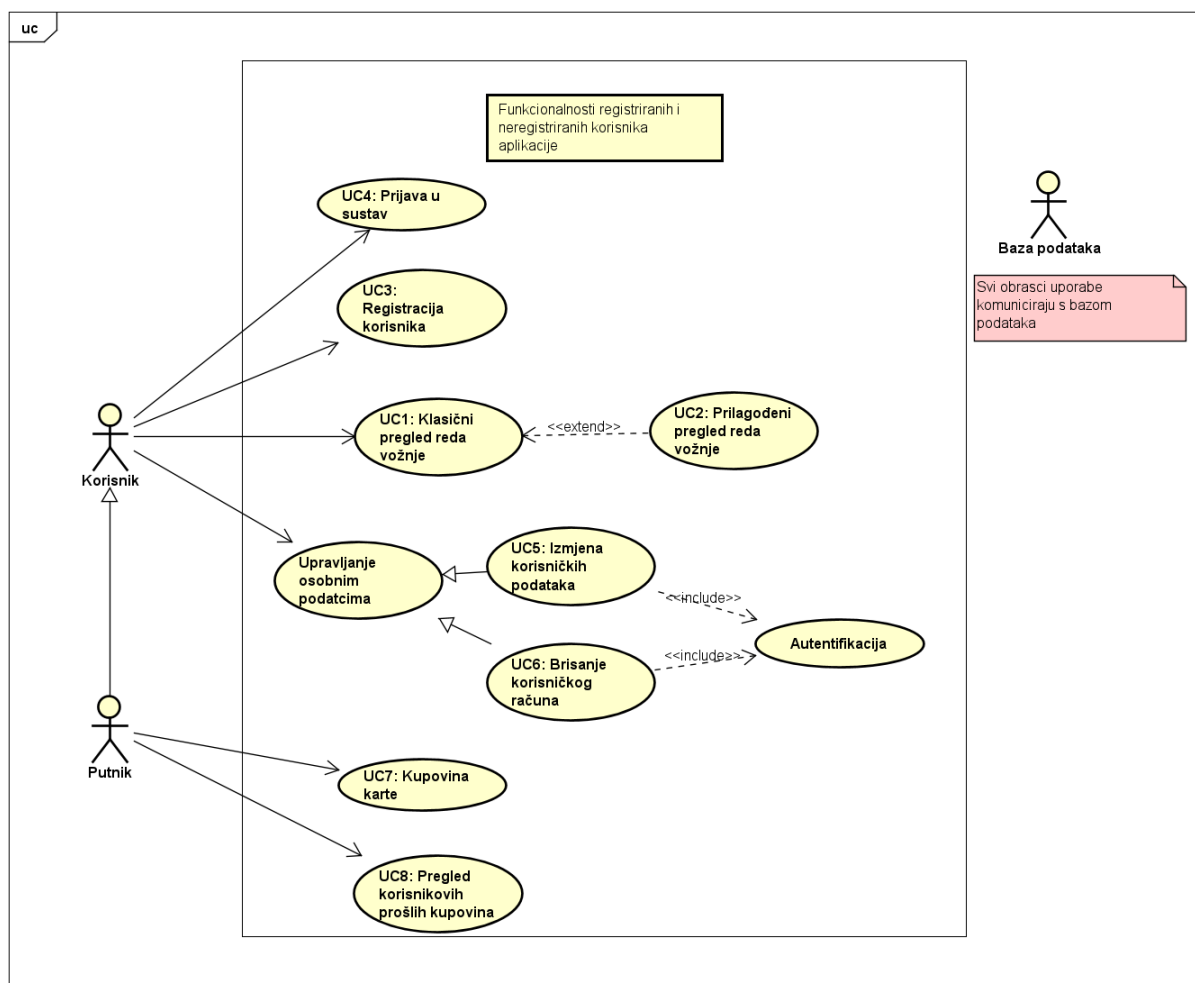 uc
Funkcionalnosti registriranih i
neregistriranih korisnika
aplikacije
UC4: Prijava u
sustav
Baza podataka
Svi obrasci uporabe
komuniciraju s bazom
podataka
UC3:
Registracija
korisnika
UC1: Klasični
pregled reda
vožnje
<<extend>>
UC2: Prilagođeni
pregled reda
vožnje
Korisnik
Upravljanje
osobnim
podatcima
UC5: Izmjena
korisničkih
podataka
<<include>>
Autentifikacija
<<include>>
UC6: Brisanje
korisničkog
računa
Putnik
UC7: Kupovina
karte
UC8: Pregled
korisnikovih
prošlih kupovina